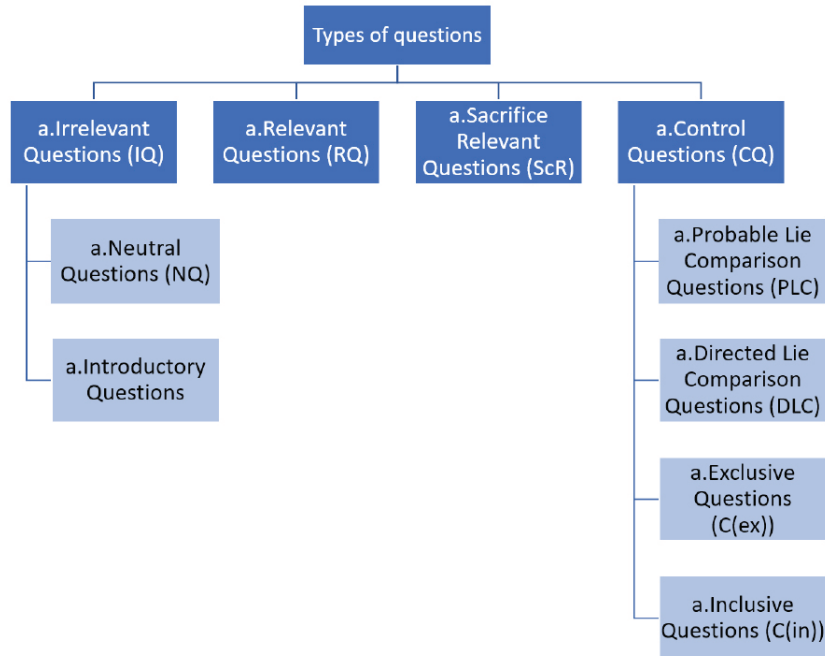 Types of questions
a.Irrelevant
Questions (IQ)
a.Relevant
Questions (RQ)
a.Sacrifice
Relevant
Questions (ScR)
a.Control
Questions (CQ)
a.Neutral
Questions (NQ)
a.Introductory
Questions
a.Probable Lie
Comparison
Questions (PLC)
a.Directed Lie
Comparison
Questions (DLC)
a.Exclusive
Questions
(C(ex))
a.Inclusive
Questions (C(in))